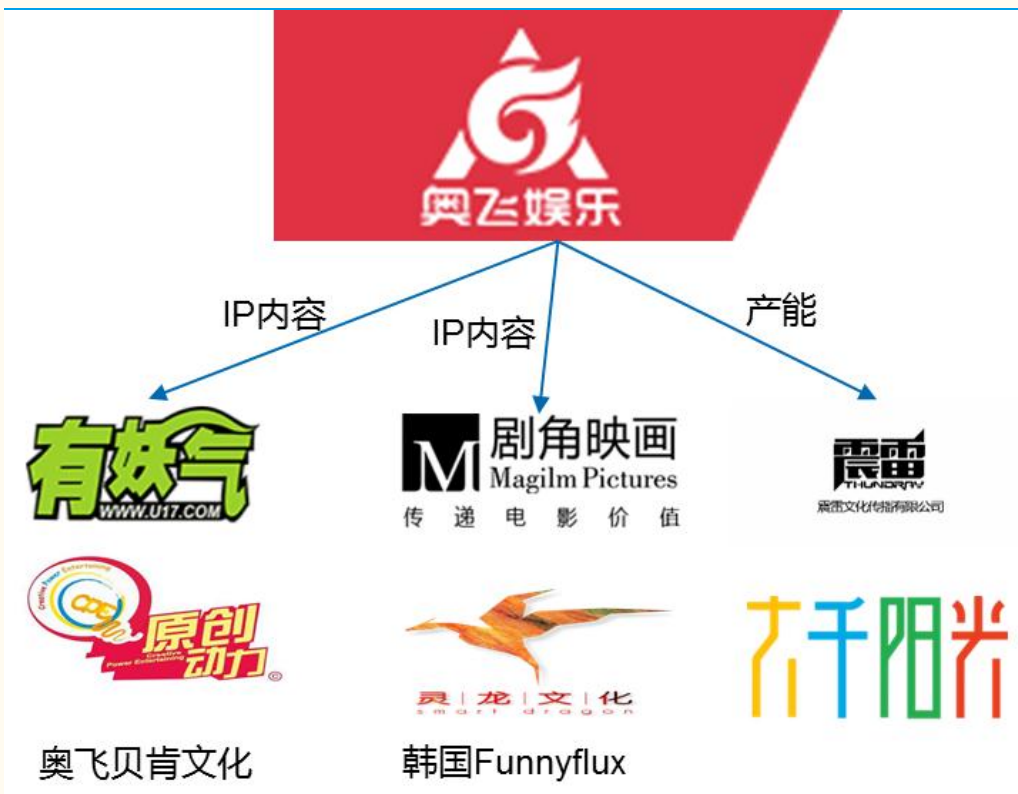 奥飞娱乐
IP内容
IP内容
产能
有妖气
WWW.U17.COM
M
剧角映画
Magilm Pictures
传递电影价值
震雷
THUNDRAY
震雷文化传播有限公司
Creative Power Entertaining
CPE
原创
动力
Creative
Power Entertaining
©
灵|龙|文|化
smart dragon
大千阳光
奥飞贝肯文化
韩国Funnyflux